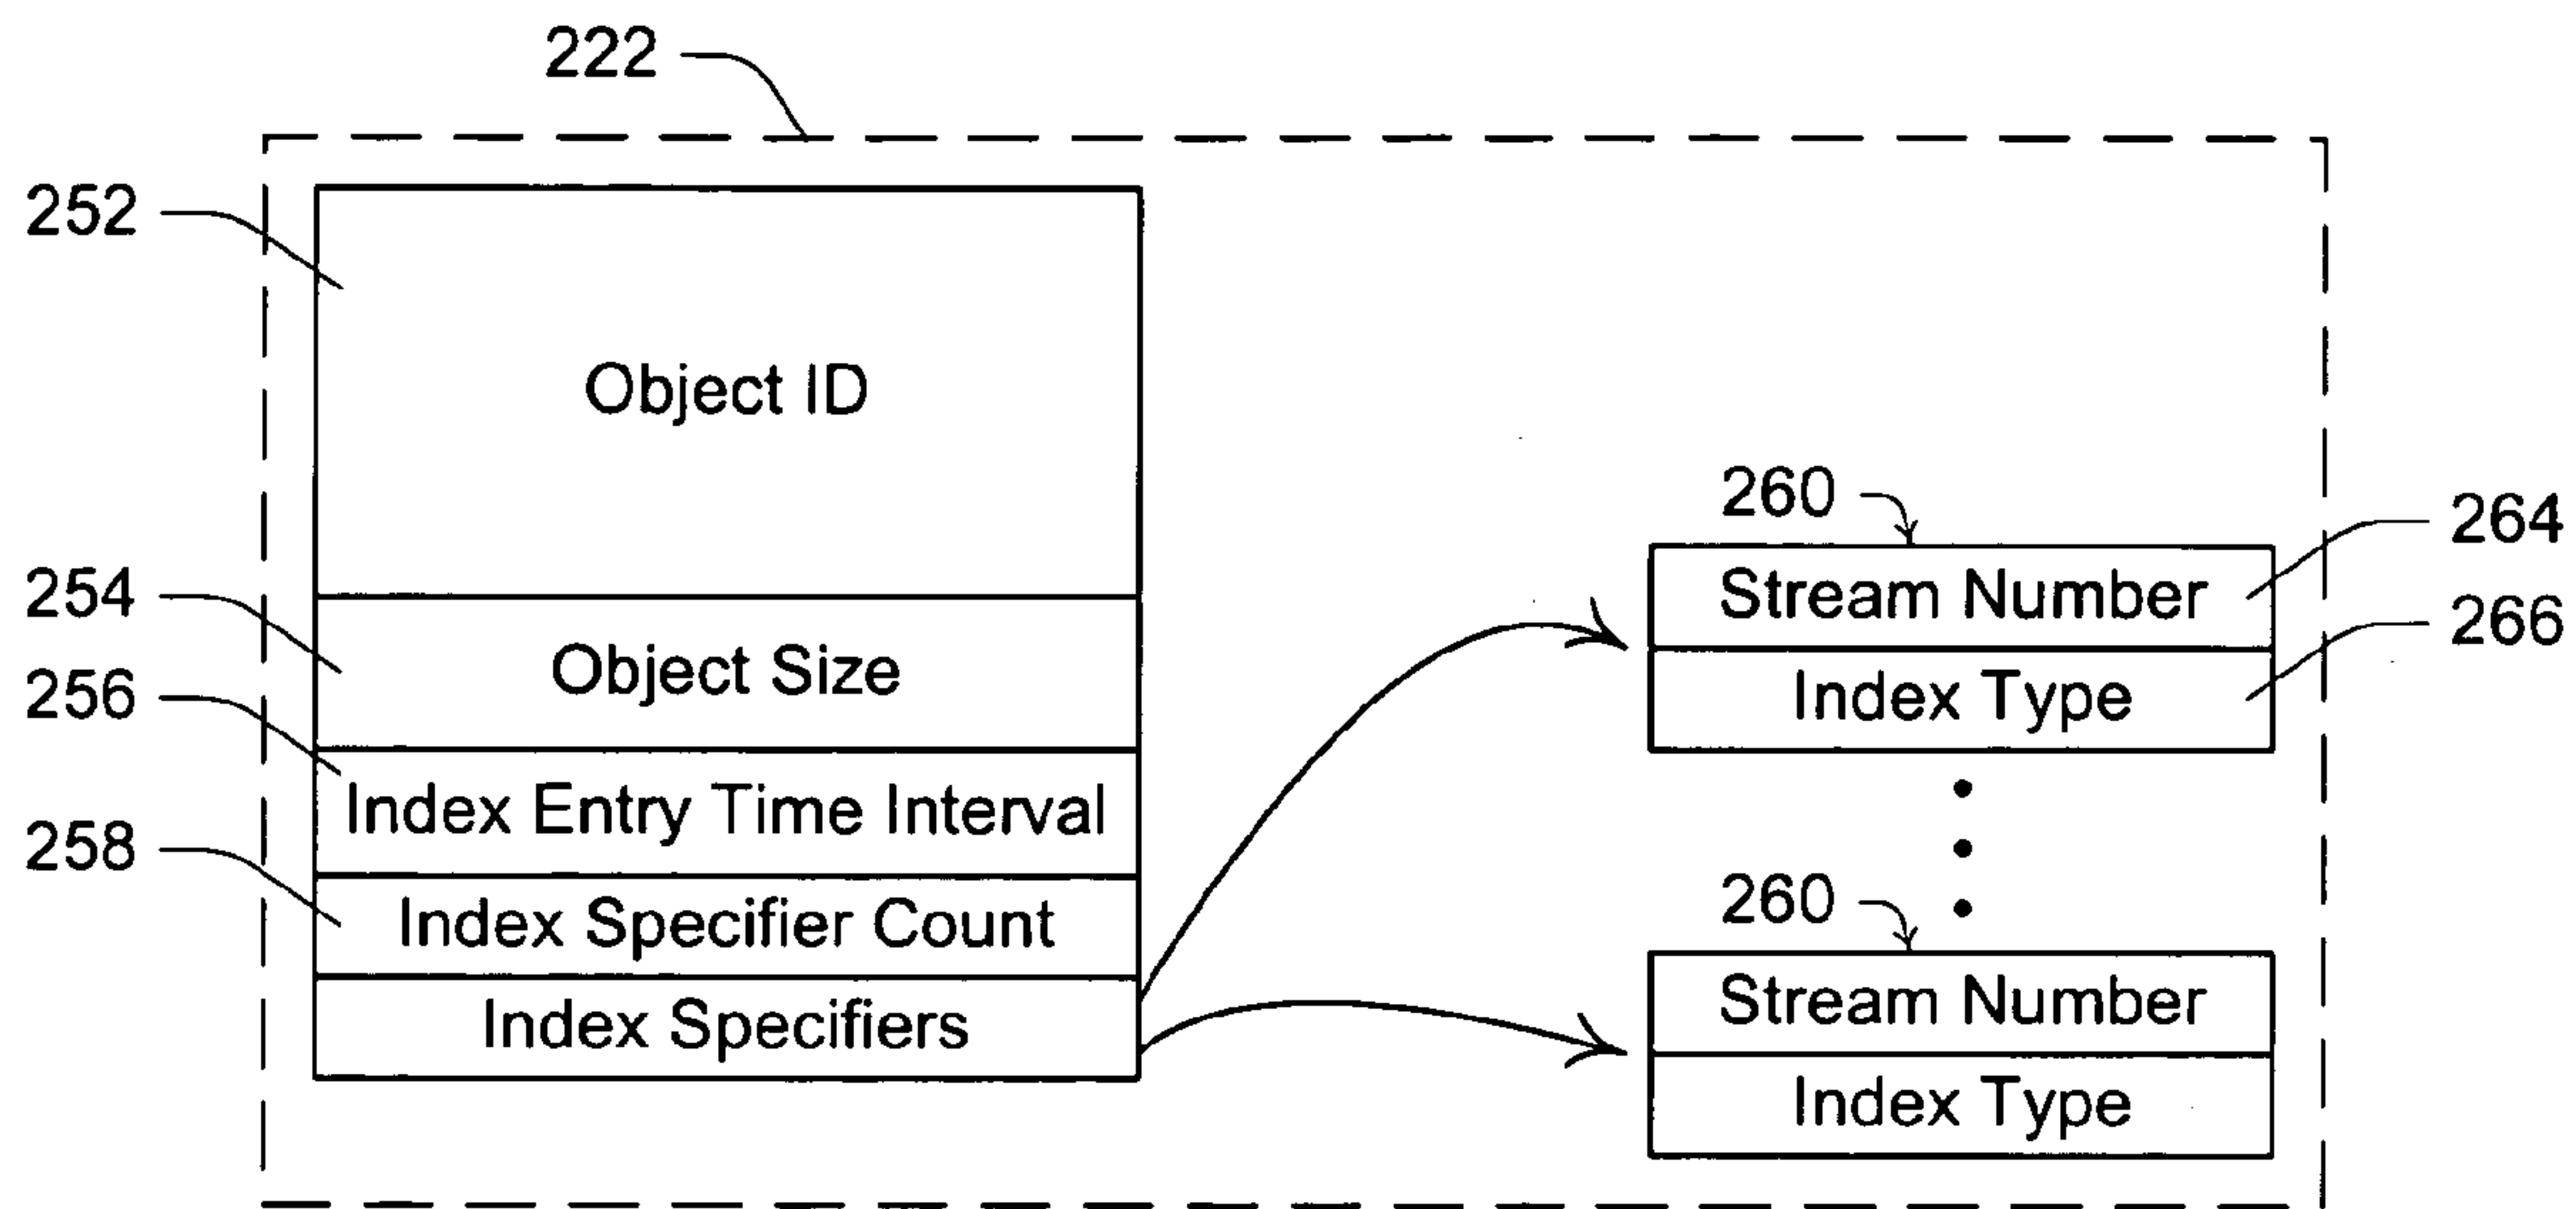 222
252
Object ID
254
Object Size
256
Index Entry Time Interval
258
Index Specifier Count
Index Specifiers
260
Stream Number
264
Index Type
266
260
Stream Number
Index Type